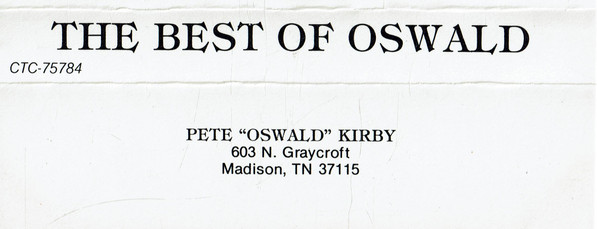 THE BEST OF OSWALD
CTC-75784
PETE “OSWALD” KIRBY
603 N. Graycroft
Madison, TN 37115